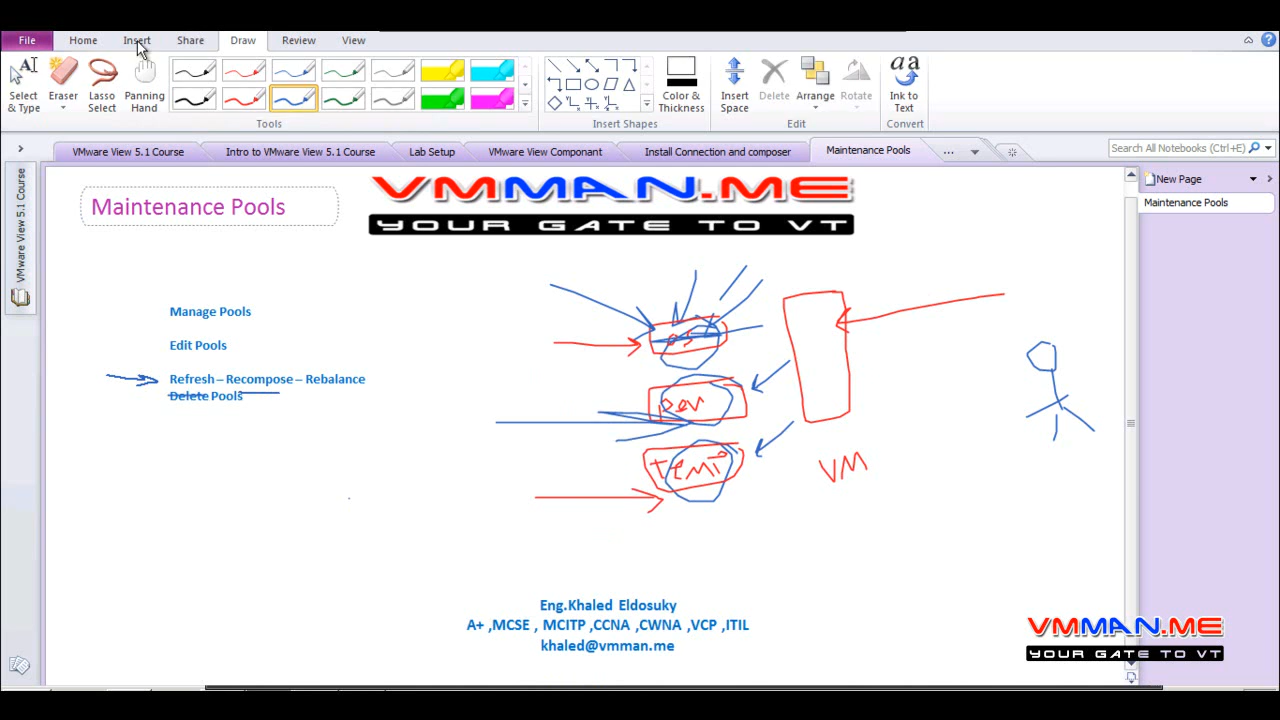 File Home Insert Share Draw Review View
Select & Type
Eraser
Lasso Select
Panning Hand
Color & Thickness
Insert Space
Delete
Arrange
Rotate
Ink to Text
Tools
Insert Shapes
Edit
Convert
VMware View 5.1 Course
Intro to VMware View 5.1 Course
Lab Setup
VMware View Componant
Install Connection and composer
Maintenance Pools
...
Search All Notebooks (Ctrl+E)
VMware View 5.1 Course
New Page
Maintenance Pools
Maintenance Pools
VMMAN.ME
YOUR GATE TO VT
Manage Pools
Edit Pools
Refresh – Recompose – Rebalance
Delete Pools
OS
Per
temp
VM
Eng.Khaled Eldosuky
A+ ,MCSE , MCITP ,CCNA ,CWNA ,VCP ,ITIL
khaled@vmman.me
VMMAN.ME
YOUR GATE TO VT